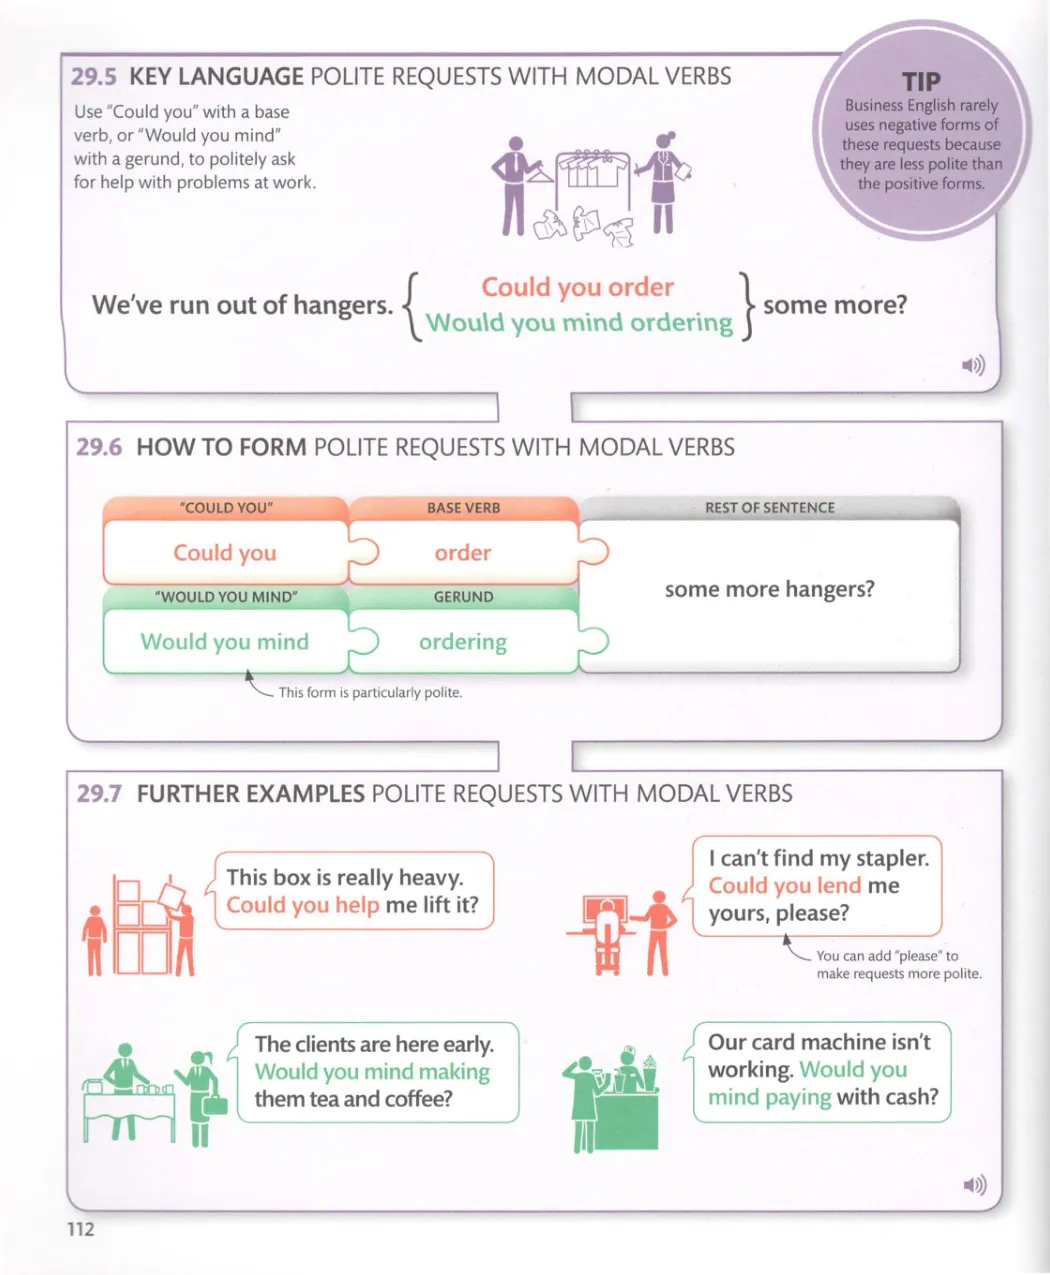 29.5 KEY LANGUAGE POLITE REQUESTS WITH MODAL VERBS
Use "Could you" with a base
verb, or "Would you mind"
with a gerund, to politely ask
for help with problems at work.
TIP
Business English rarely
uses negative forms of
these requests because
they are less polite than
the positive forms.
We've run out of hangers. { Could you order
Would you mind ordering } some more?
29.6 HOW TO FORM POLITE REQUESTS WITH MODAL VERBS
"COULD YOU" BASE VERB REST OF SENTENCE
Could you order
some more hangers?
"WOULD YOU MIND" GERUND
Would you mind ordering
This form is particularly polite.
29.7 FURTHER EXAMPLES POLITE REQUESTS WITH MODAL VERBS
This box is really heavy.
Could you help me lift it?
I can't find my stapler.
Could you lend me
yours, please?
You can add "please" to
make requests more polite.
The clients are here early.
Would you mind making
them tea and coffee?
Our card machine isn't
working. Would you
mind paying with cash?
112